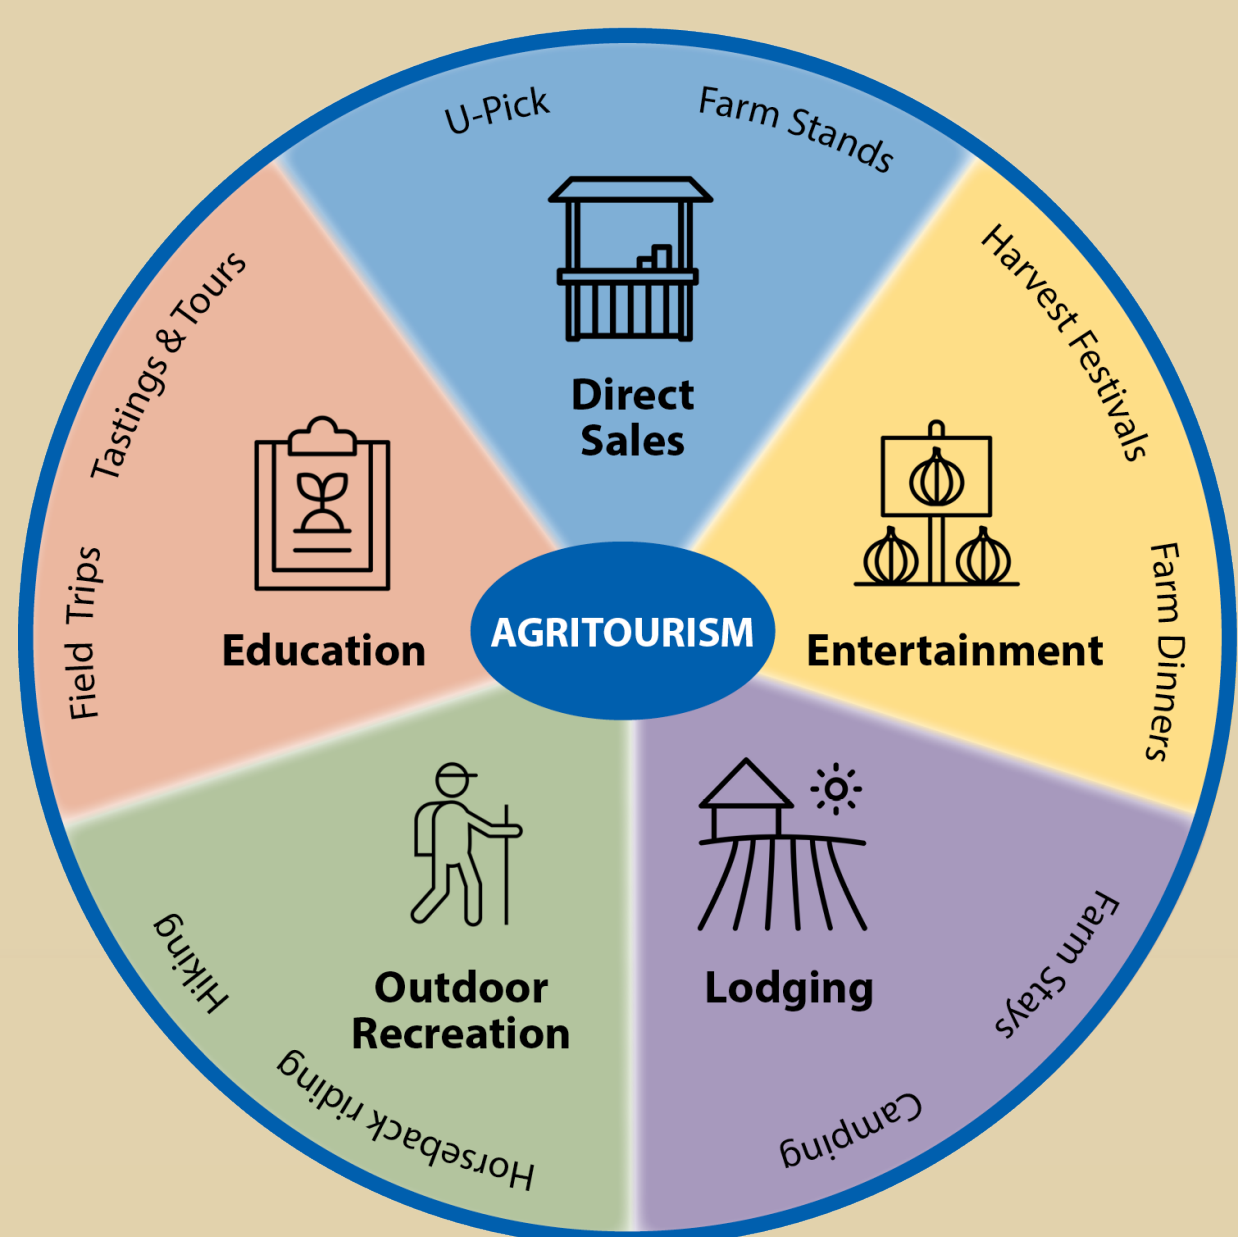 U-Pick
Farm Stands
Direct
Sales
Harvest Festivals
Farm Dinners
Entertainment
Farm Stays
Camping
Lodging
Horseback riding
Hiking
Outdoor
Recreation
Field Trips
Tastings & Tours
Education
AGRITOURISM